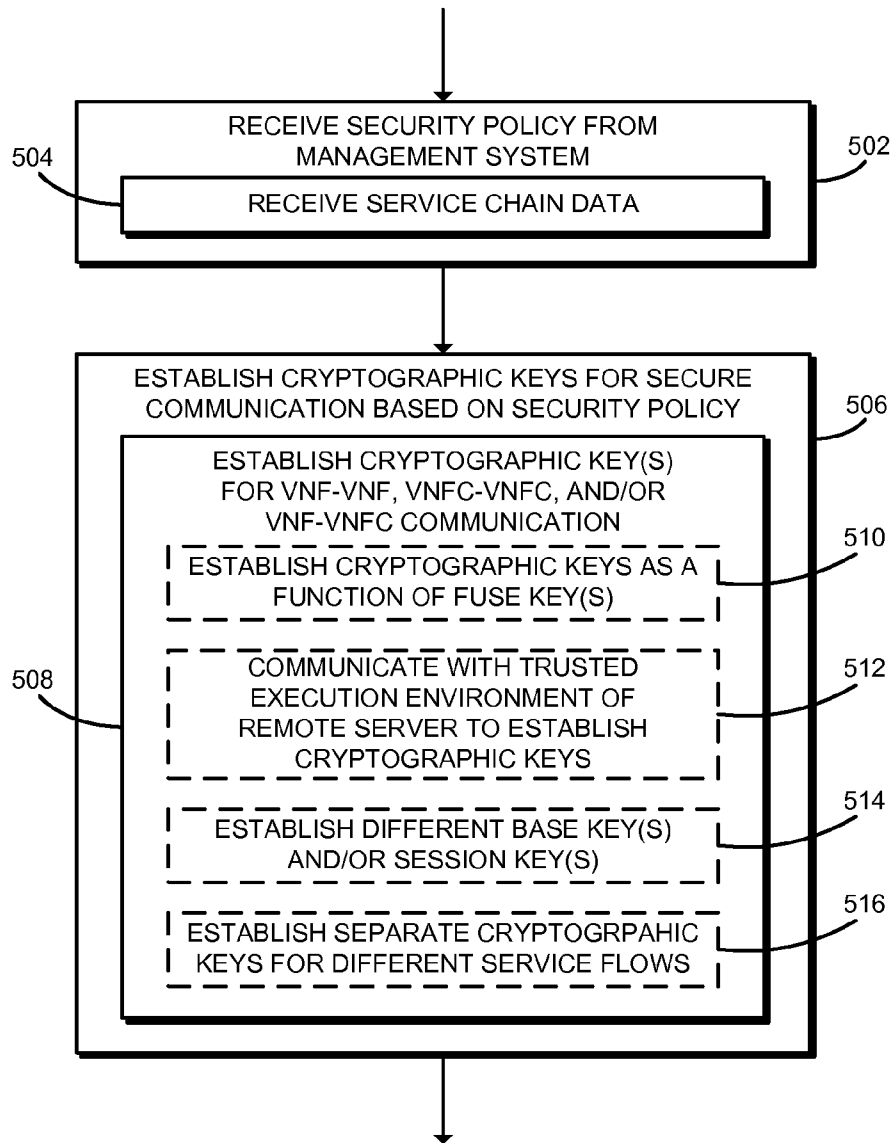 RECEIVE SECURITY POLICY FROM
MANAGEMENT SYSTEM
504
502
RECEIVE SERVICE CHAIN DATA
ESTABLISH CRYPTOGRAPHIC KEYS FOR SECURE
COMMUNICATION BASED ON SECURITY POLICY
506
ESTABLISH CRYPTOGRAPHIC KEY(S)
FOR VNF-VNF, VNFC-VNFC, AND/OR
VNF-VNFC COMMUNICATION
510
ESTABLISH CRYPTOGRAPHIC KEYS AS A
FUNCTION OF FUSE KEY(S)
508
512
COMMUNICATE WITH TRUSTED
EXECUTION ENVIRONMENT OF
REMOTE SERVER TO ESTABLISH
CRYPTOGRAPHIC KEYS
514
ESTABLISH DIFFERENT BASE KEY(S)
AND/OR SESSION KEY(S)
516
ESTABLISH SEPARATE CRYPTOGRPAHIC
KEYS FOR DIFFERENT SERVICE FLOWS